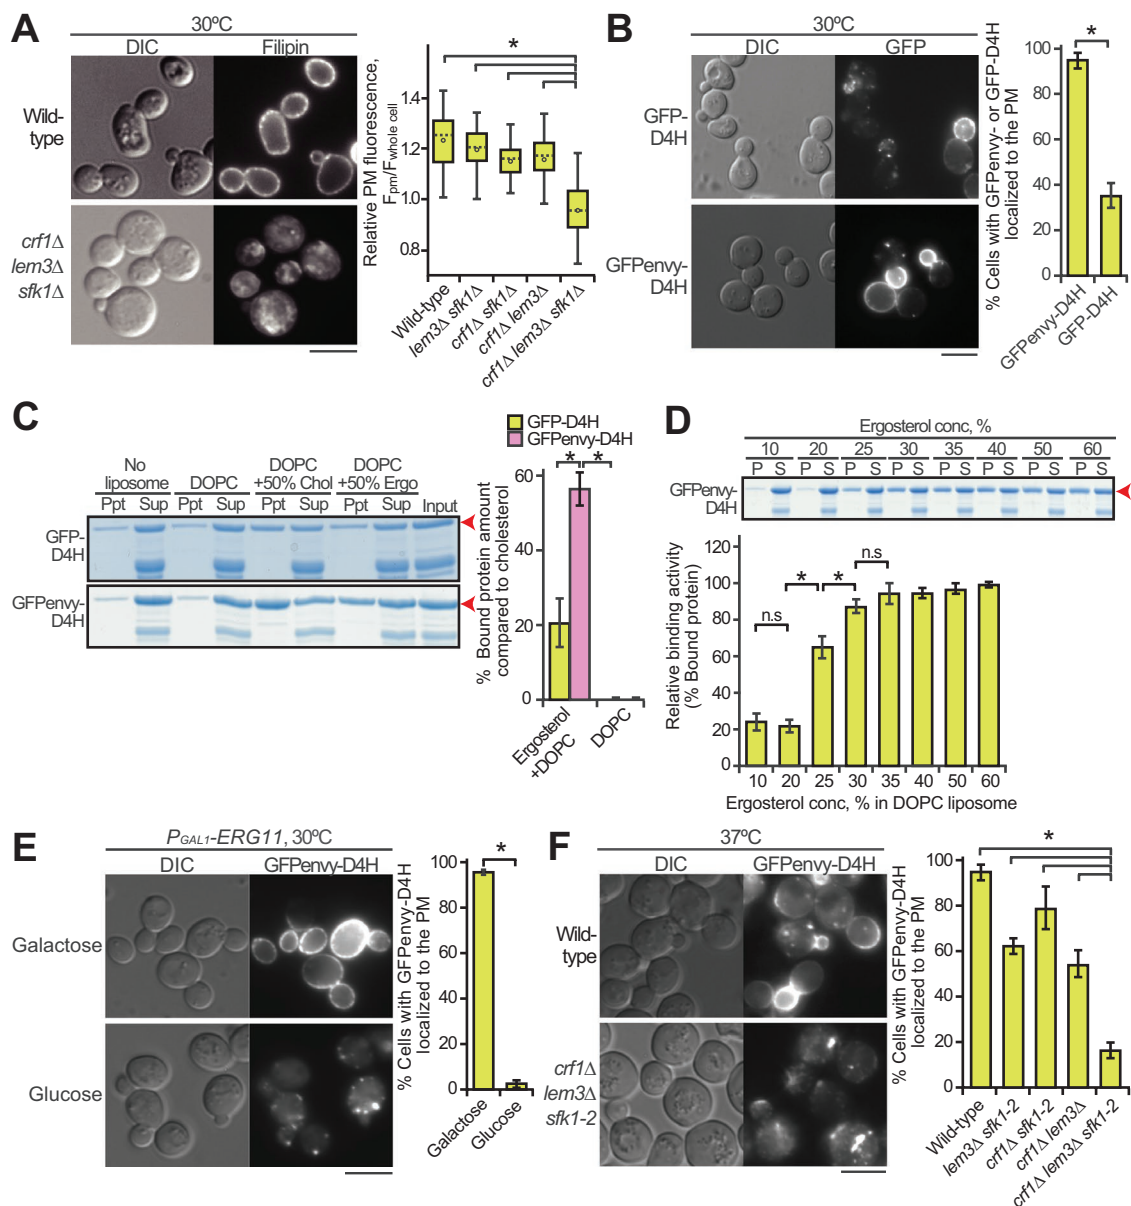 A
30ºC
DIC
Filipin
Wild-
type
crf1Δ
lem3Δ
sfk1Δ
Relative PM fluorescence,
Fpm/Fwhole cell
1.4
1.2
1.0
0.8
*
Wild-type
lem3Δ sfk1Δ
crf1Δ sfk1Δ
crf1Δ lem3Δ
crf1Δ lem3Δ sfk1Δ
B
30ºC
DIC
GFP
GFP-
D4H
GFPenvy-
D4H
% Cells with GFPenvy- or GFP-D4H
localized to the PM
100
80
60
40
20
0
*
GFPenvy-D4H
GFP-D4H
C
No
liposome
DOPC
DOPC
+50% Chol
DOPC
+50% Ergo
Ppt Sup Ppt Sup Ppt Sup Ppt Sup Input
GFP-
D4H
GFPenvy-
D4H
GFP-D4H
GFPenvy-D4H
% Bound protein amount
compared to cholesterol
60
40
20
0
* *
Ergosterol
+DOPC
DOPC
D
Ergosterol conc, %
10 20 25 30 35 40 50 60
P S P S P S P S P S P S P S P S
GFPenvy-
D4H
Relative binding activity
(% Bound protein)
120
100
80
60
40
20
0
n.s
*
*
n.s
10 20 25 30 35 40 50 60
Ergosterol conc, % in DOPC liposome
E
PGAL1-ERG11, 30ºC
DIC
GFPenvy-D4H
Galactose
Glucose
% Cells with GFPenvy-D4H
localized to the PM
100
80
60
40
20
0
*
Galactose
Glucose
F
37ºC
DIC
GFPenvy-D4H
Wild-
type
crf1Δ
lem3Δ
sfk1-2
% Cells with GFPenvy-D4H
localized to the PM
100
80
60
40
20
0
*
Wild-type
lem3Δ sfk1-2
crf1Δ sfk1-2
crf1Δ lem3Δ
crf1Δ lem3Δ sfk1-2